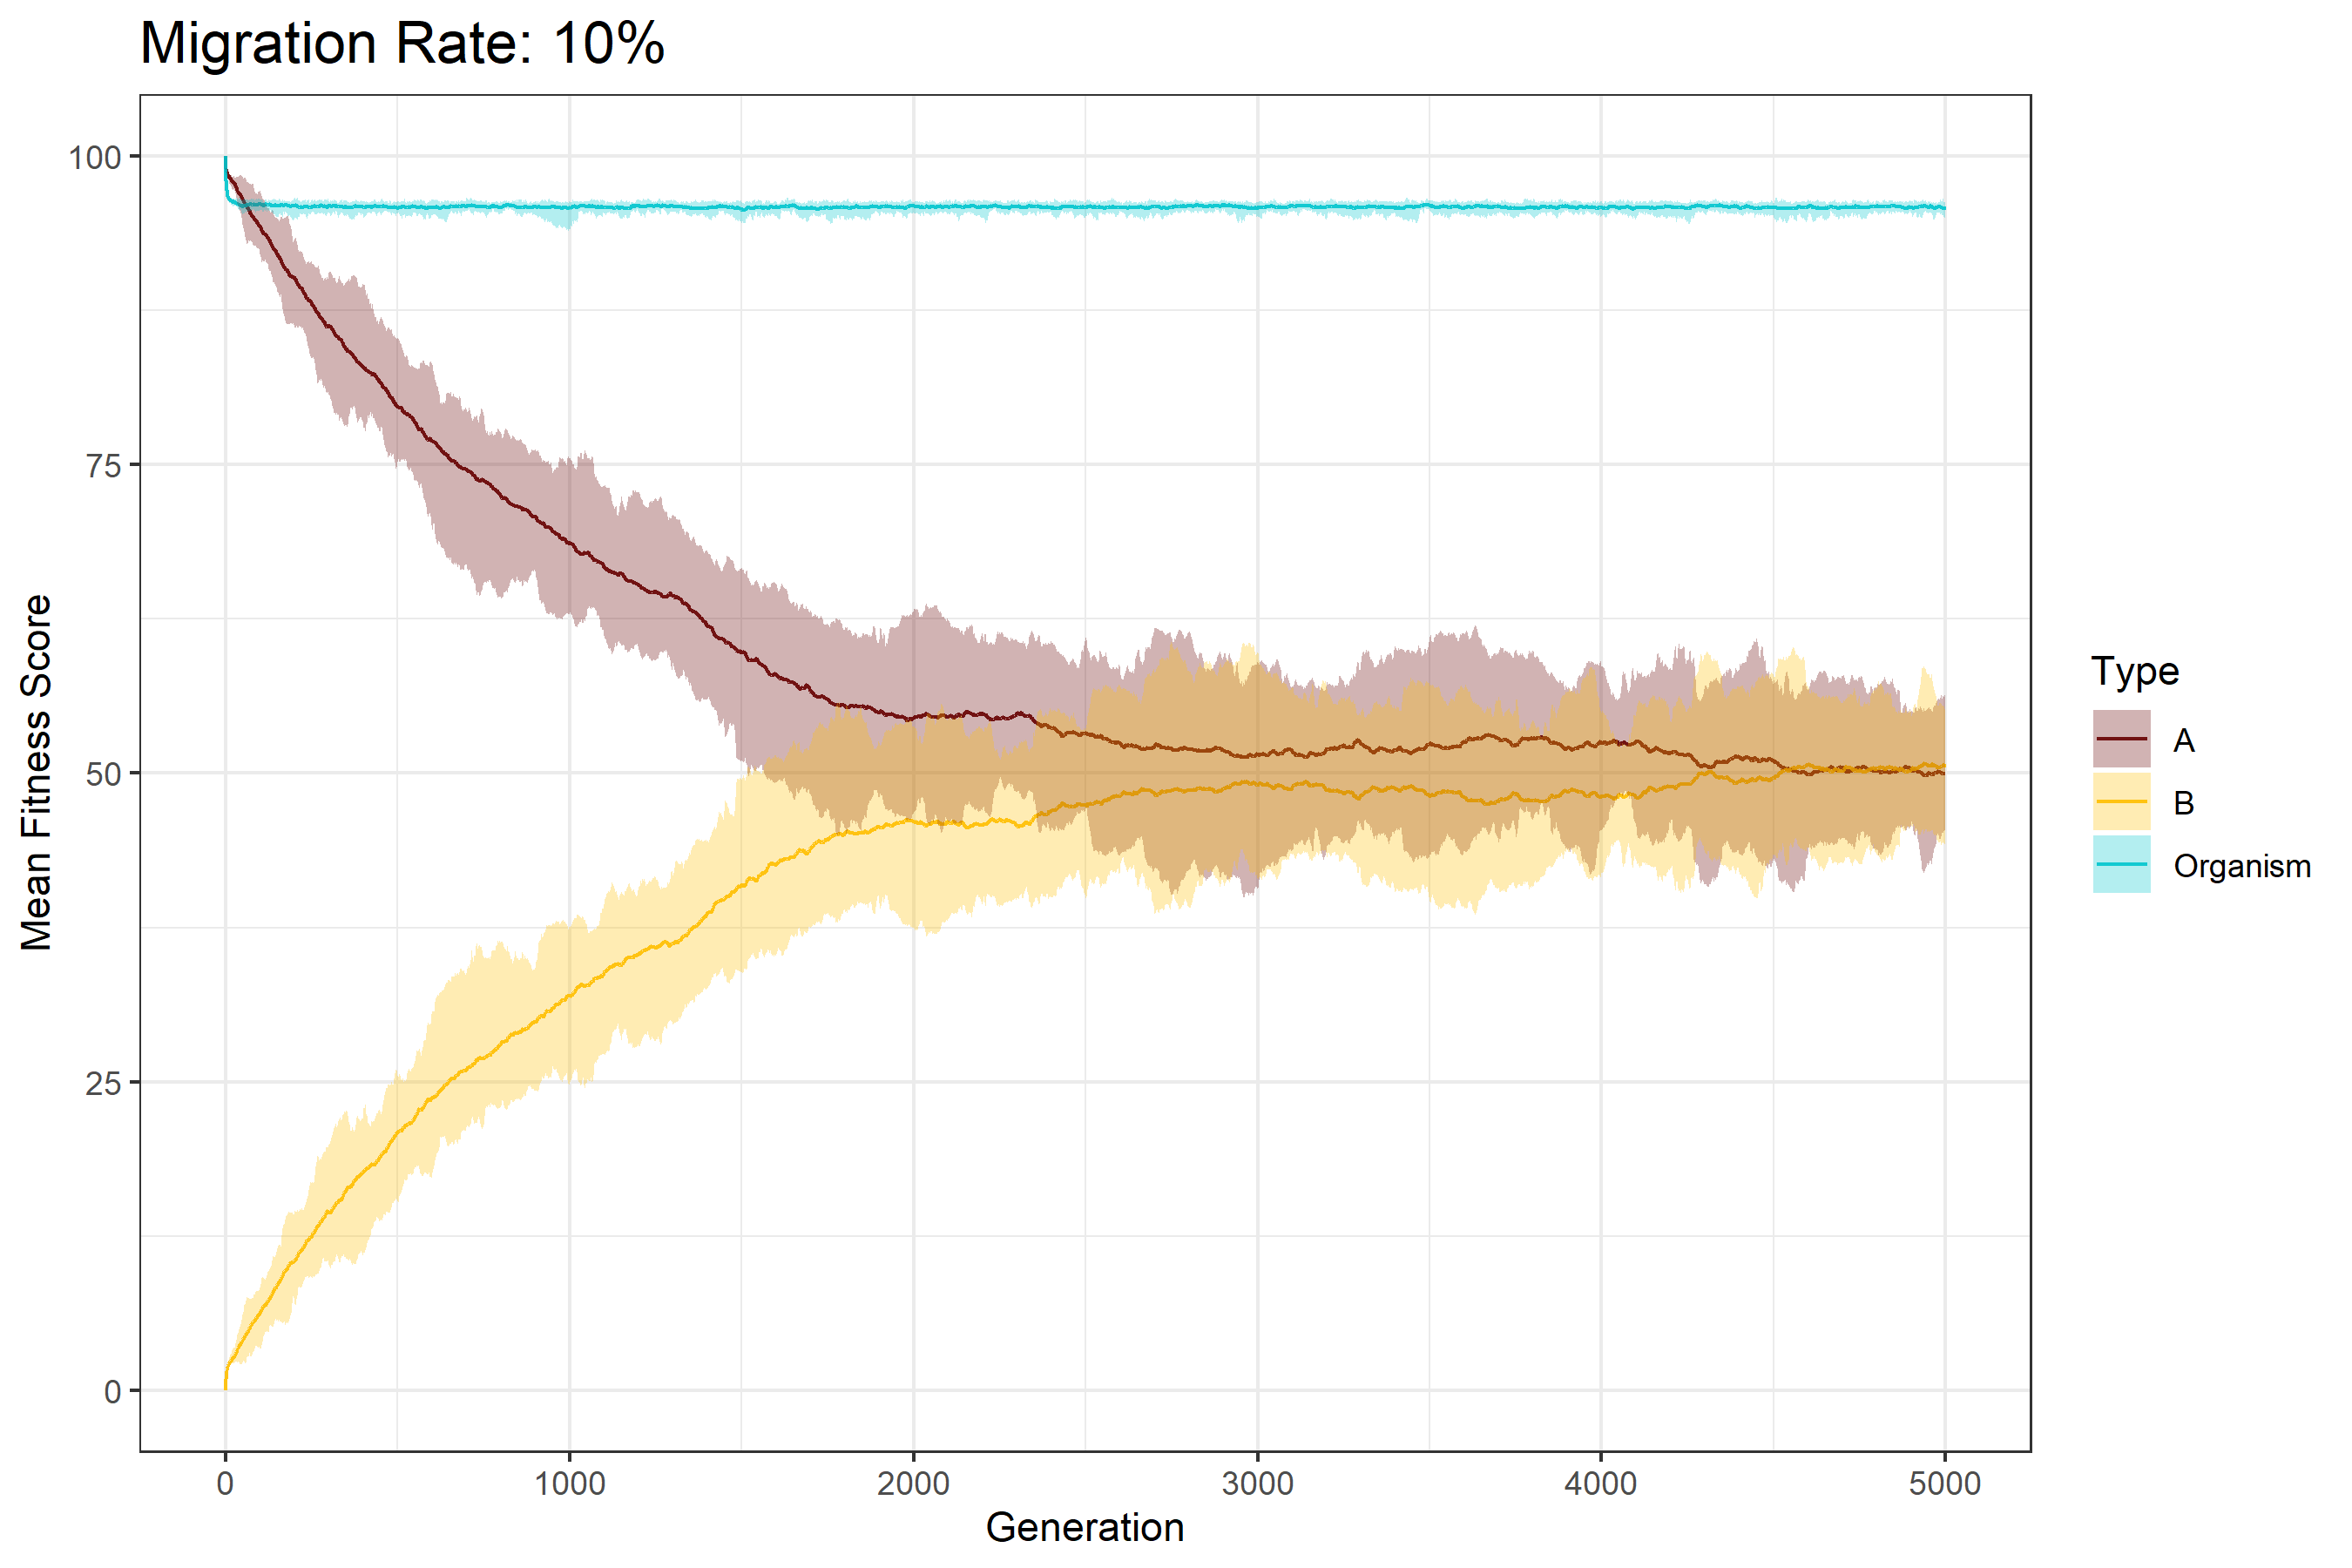 Migration Rate: 10%
100
75
50
25
0
Mean Fitness Score
0 1000 2000 3000 4000 5000
Generation
Type
A
B
Organism